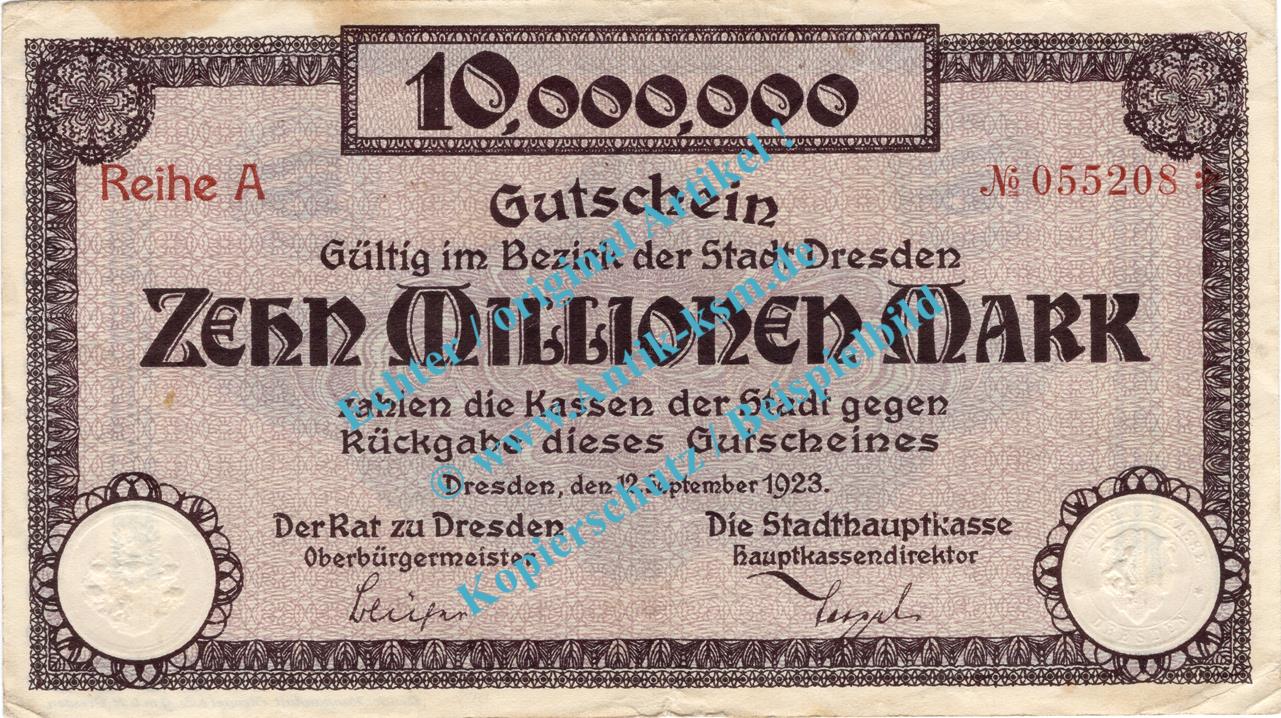 10,000,000
Reihe A
№ 055208 *
Gutschein
Gültig im Bezirk der Stadt Dresden
Zehn Millionen Mark
zahlen die Kassen der Stadt gegen
Rückgabe dieses Gutscheines
Dresden, den 12. September 1923.
Der Rat zu Dresden
Oberbürgermeister
Die Stadthauptkasse
Hauptkassendirektor
DRESDEN
Echter / original Artikel !
© www.Antik-ksm.de
Kopierschutz / Beispielbild